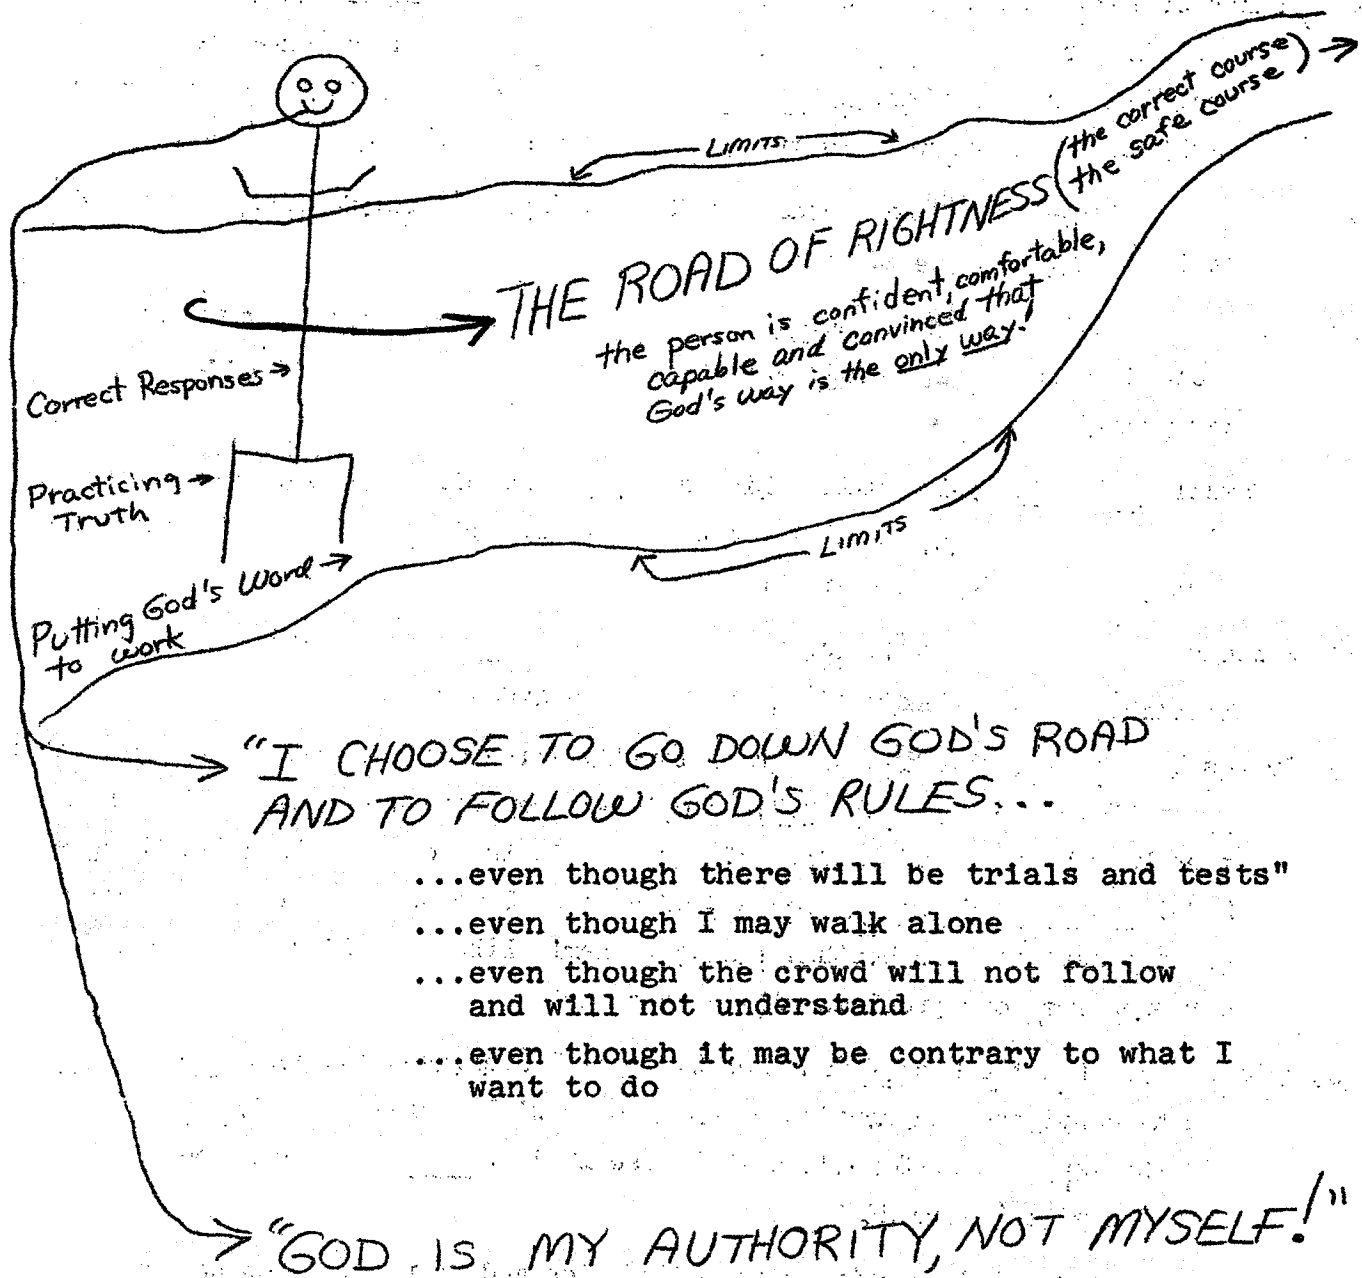 LIMITS
(the correct course
the safe course)
THE ROAD OF RIGHTNESS
the person is confident, comfortable,
capable and convinced that
God's way is the only way!
Correct Responses
Practicing
Truth
Putting God's Word
to work
LIMITS
"I CHOOSE TO GO DOWN GOD'S ROAD
AND TO FOLLOW GOD'S RULES...
...even though there will be trials and tests"
...even though I may walk alone
...even though the crowd will not follow
and will not understand
...even though it may be contrary to what I
want to do
"GOD IS MY AUTHORITY, NOT MYSELF!"